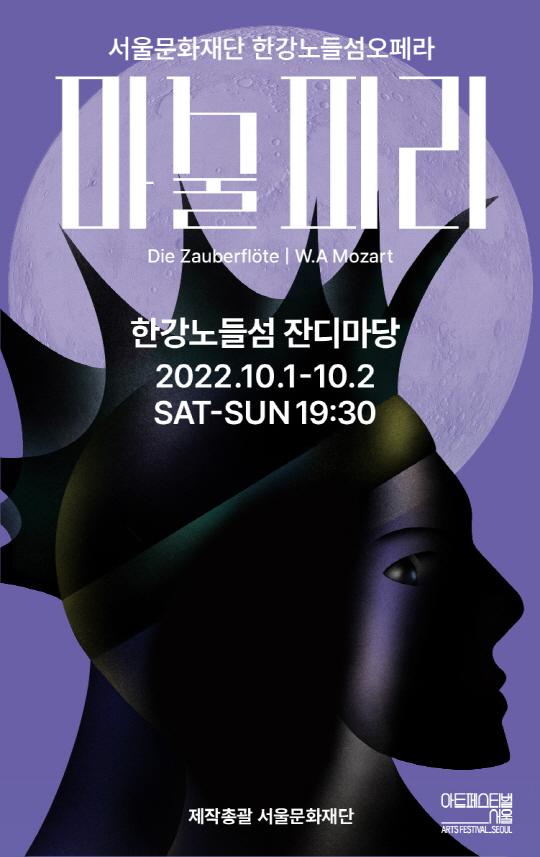 서울문화재단 한강노들섬오페라
마술피리
Die Zauberflöte | W.A Mozart
한강노들섬 잔디마당
2022.10.1-10.2
SAT-SUN 19:30
제작총괄 서울문화재단
아트페스티벌
서울
ARTS FESTIVAL_SEOUL